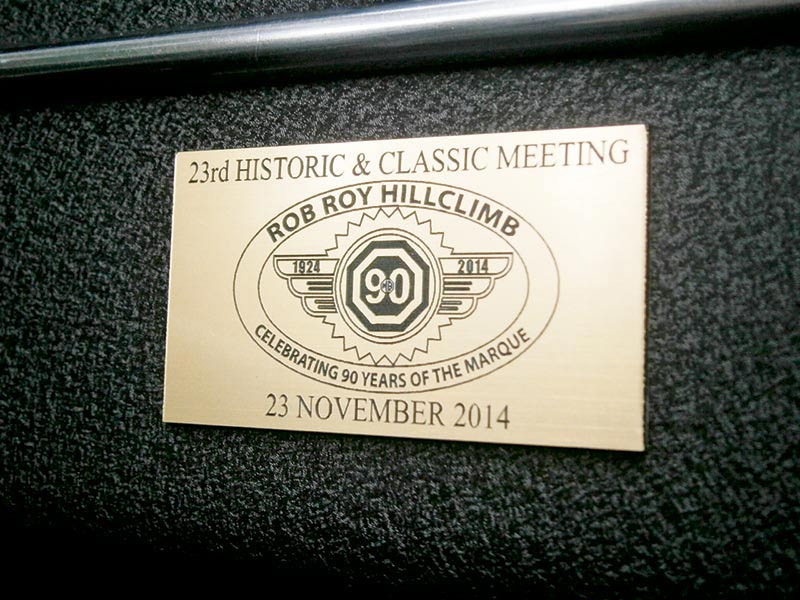 23rd HISTORIC & CLASSIC MEETING
ROB ROY HILLCLIMB
1924 2014
90
MG
CELEBRATING 90 YEARS OF THE MARQUE
23 NOVEMBER 2014